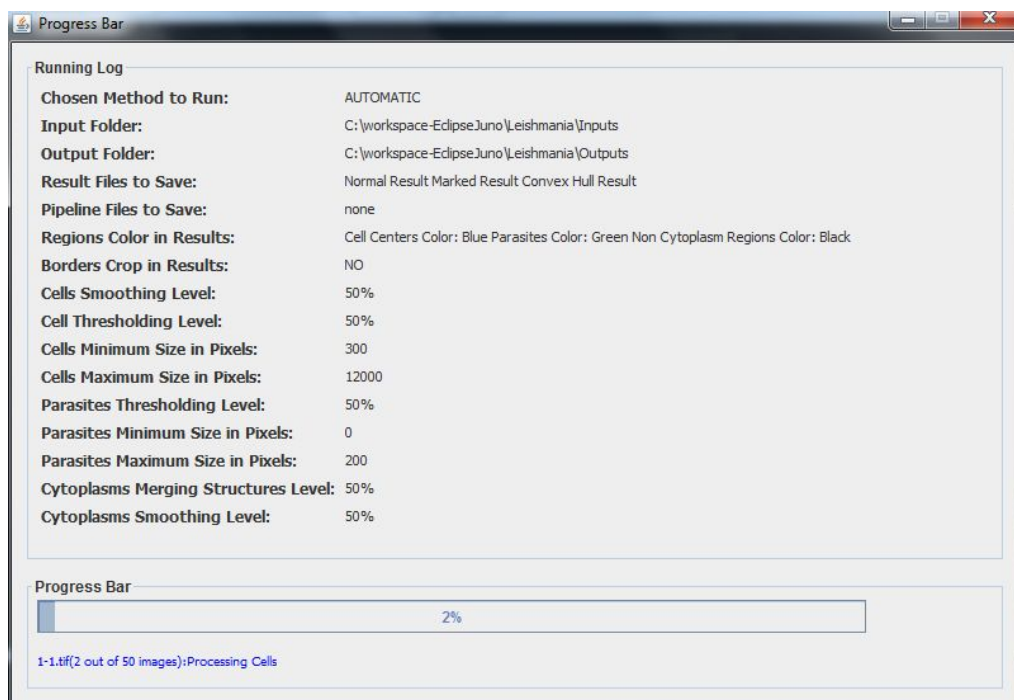 Progress Bar
Running Log
Chosen Method to Run: AUTOMATIC
Input Folder: C:\workspace-EclipseJuno\Leishmania\Inputs
Output Folder: C:\workspace-EclipseJuno\Leishmania\Outputs
Result Files to Save: Normal Result Marked Result Convex Hull Result
Pipeline Files to Save: none
Regions Color in Results: Cell Centers Color: Blue Parasites Color: Green Non Cytoplasm Regions Color: Black
Borders Crop in Results: NO
Cells Smoothing Level: 50%
Cell Thresholding Level: 50%
Cells Minimum Size in Pixels: 300
Cells Maximum Size in Pixels: 12000
Parasites Thresholding Level: 50%
Parasites Minimum Size in Pixels: 0
Parasites Maximum Size in Pixels: 200
Cytoplasms Merging Structures Level: 50%
Cytoplasms Smoothing Level: 50%
Progress Bar
2%
1-1.tif(2 out of 50 images):Processing Cells